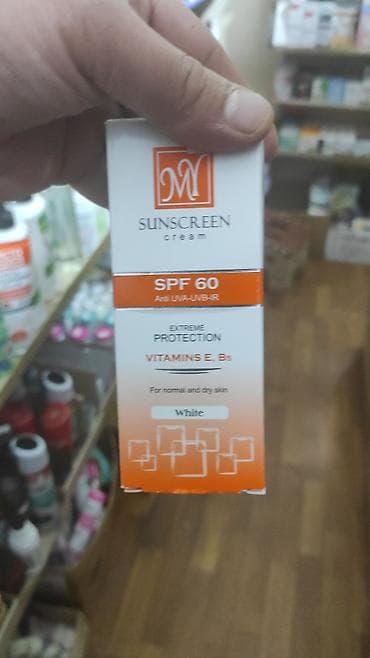 MY
SUNSCREEN
cream
SPF 60
Anti UVA-UVB-IR
EXTREME
PROTECTION
VITAMINS E, B5
For normal and dry skin
White